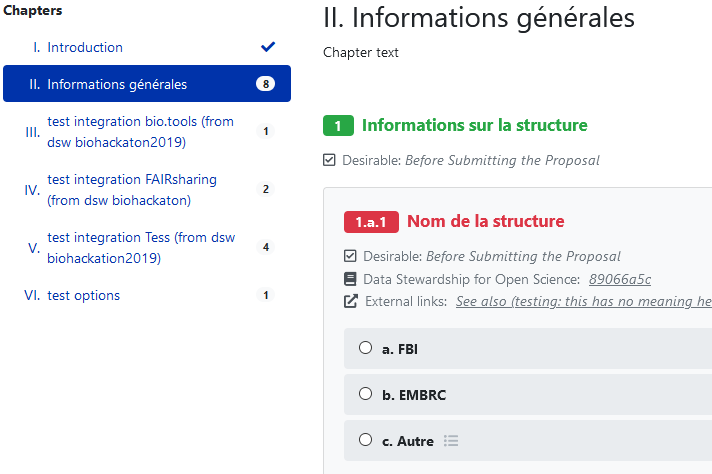 Chapters
I. Introduction
II. Informations générales 8
III. test integration bio.tools (from dsw biohackaton2019) 1
IV. test integration FAIRsharing (from dsw biohackaton) 2
V. test integration Tess (from dsw biohackation2019) 4
VI. test options 1
II. Informations générales
Chapter text
1 Informations sur la structure
Desirable: Before Submitting the Proposal
1.a.1 Nom de la structure
Desirable: Before Submitting the Proposal
Data Stewardship for Open Science: 89066a5c
External links: See also (testing: this has no meaning he
a. FBI
b. EMBRC
c. Autre